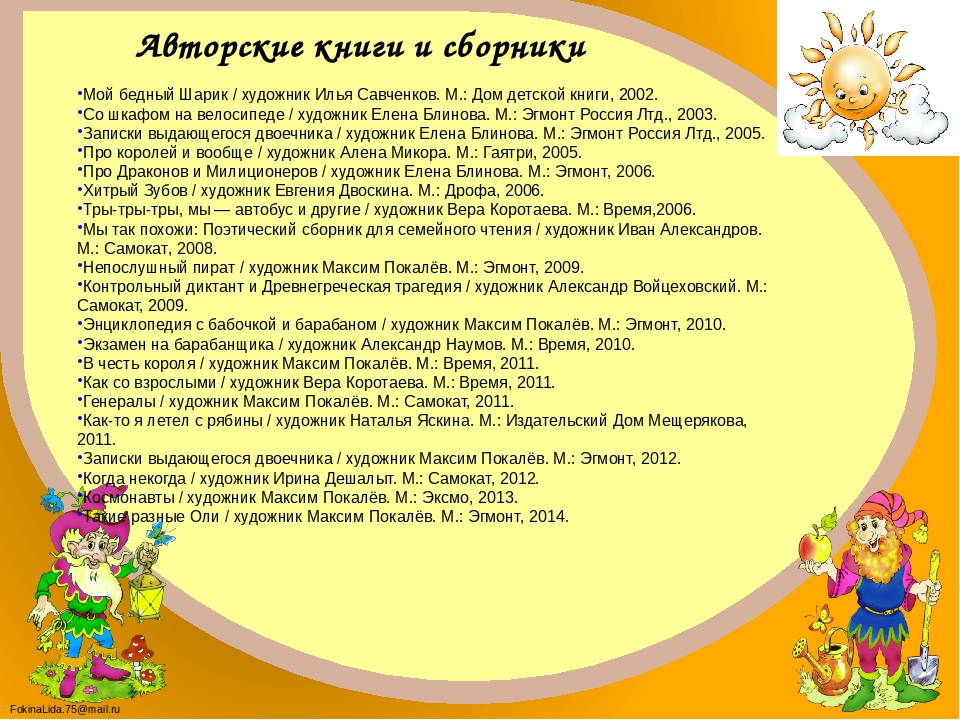 Авторские книги и сборники
•Мой бедный Шарик / художник Илья Савченков. М.: Дом детской книги, 2002.
•Со шкафом на велосипеде / художник Елена Блинова. М.: Эгмонт Россия Лтд., 2003.
•Записки выдающегося двоечника / художник Елена Блинова. М.: Эгмонт Россия Лтд., 2005.
•Про королей и вообще / художник Алена Микора. М.: Гаятри, 2005.
•Про Драконов и Милиционеров / художник Елена Блинова. М.: Эгмонт, 2006.
•Хитрый Зубов / художник Евгения Двоскина. М.: Дрофа, 2006.
•Тры-тры-тры, мы — автобус и другие / художник Вера Коротаева. М.: Время,2006.
•Мы так похожи: Поэтический сборник для семейного чтения / художник Иван Александров.
М.: Самокат, 2008.
•Непослушный пират / художник Максим Покалёв. М.: Эгмонт, 2009.
•Контрольный диктант и Древнегреческая трагедия / художник Александр Войцеховский. М.:
Самокат, 2009.
•Энциклопедия с бабочкой и барабаном / художник Максим Покалёв. М.: Эгмонт, 2010.
•Экзамен на барабанщика / художник Александр Наумов. М.: Время, 2010.
•В честь короля / художник Максим Покалёв. М.: Время, 2011.
•Как со взрослыми / художник Вера Коротаева. М.: Время, 2011.
•Генералы / художник Максим Покалёв. М.: Самокат, 2011.
•Как-то я летел с рябины / художник Наталья Яскина. М.: Издательский Дом Мещерякова,
2011.
•Записки выдающегося двоечника / художник Максим Покалёв. М.: Эгмонт, 2012.
•Когда некогда / художник Ирина Дешалыт. М.: Самокат, 2012.
•Космонавты / художник Максим Покалёв. М.: Эксмо, 2013.
•Такие разные Оли / художник Максим Покалёв. М.: Эгмонт, 2014.
FokinaLida.75@mail.ru